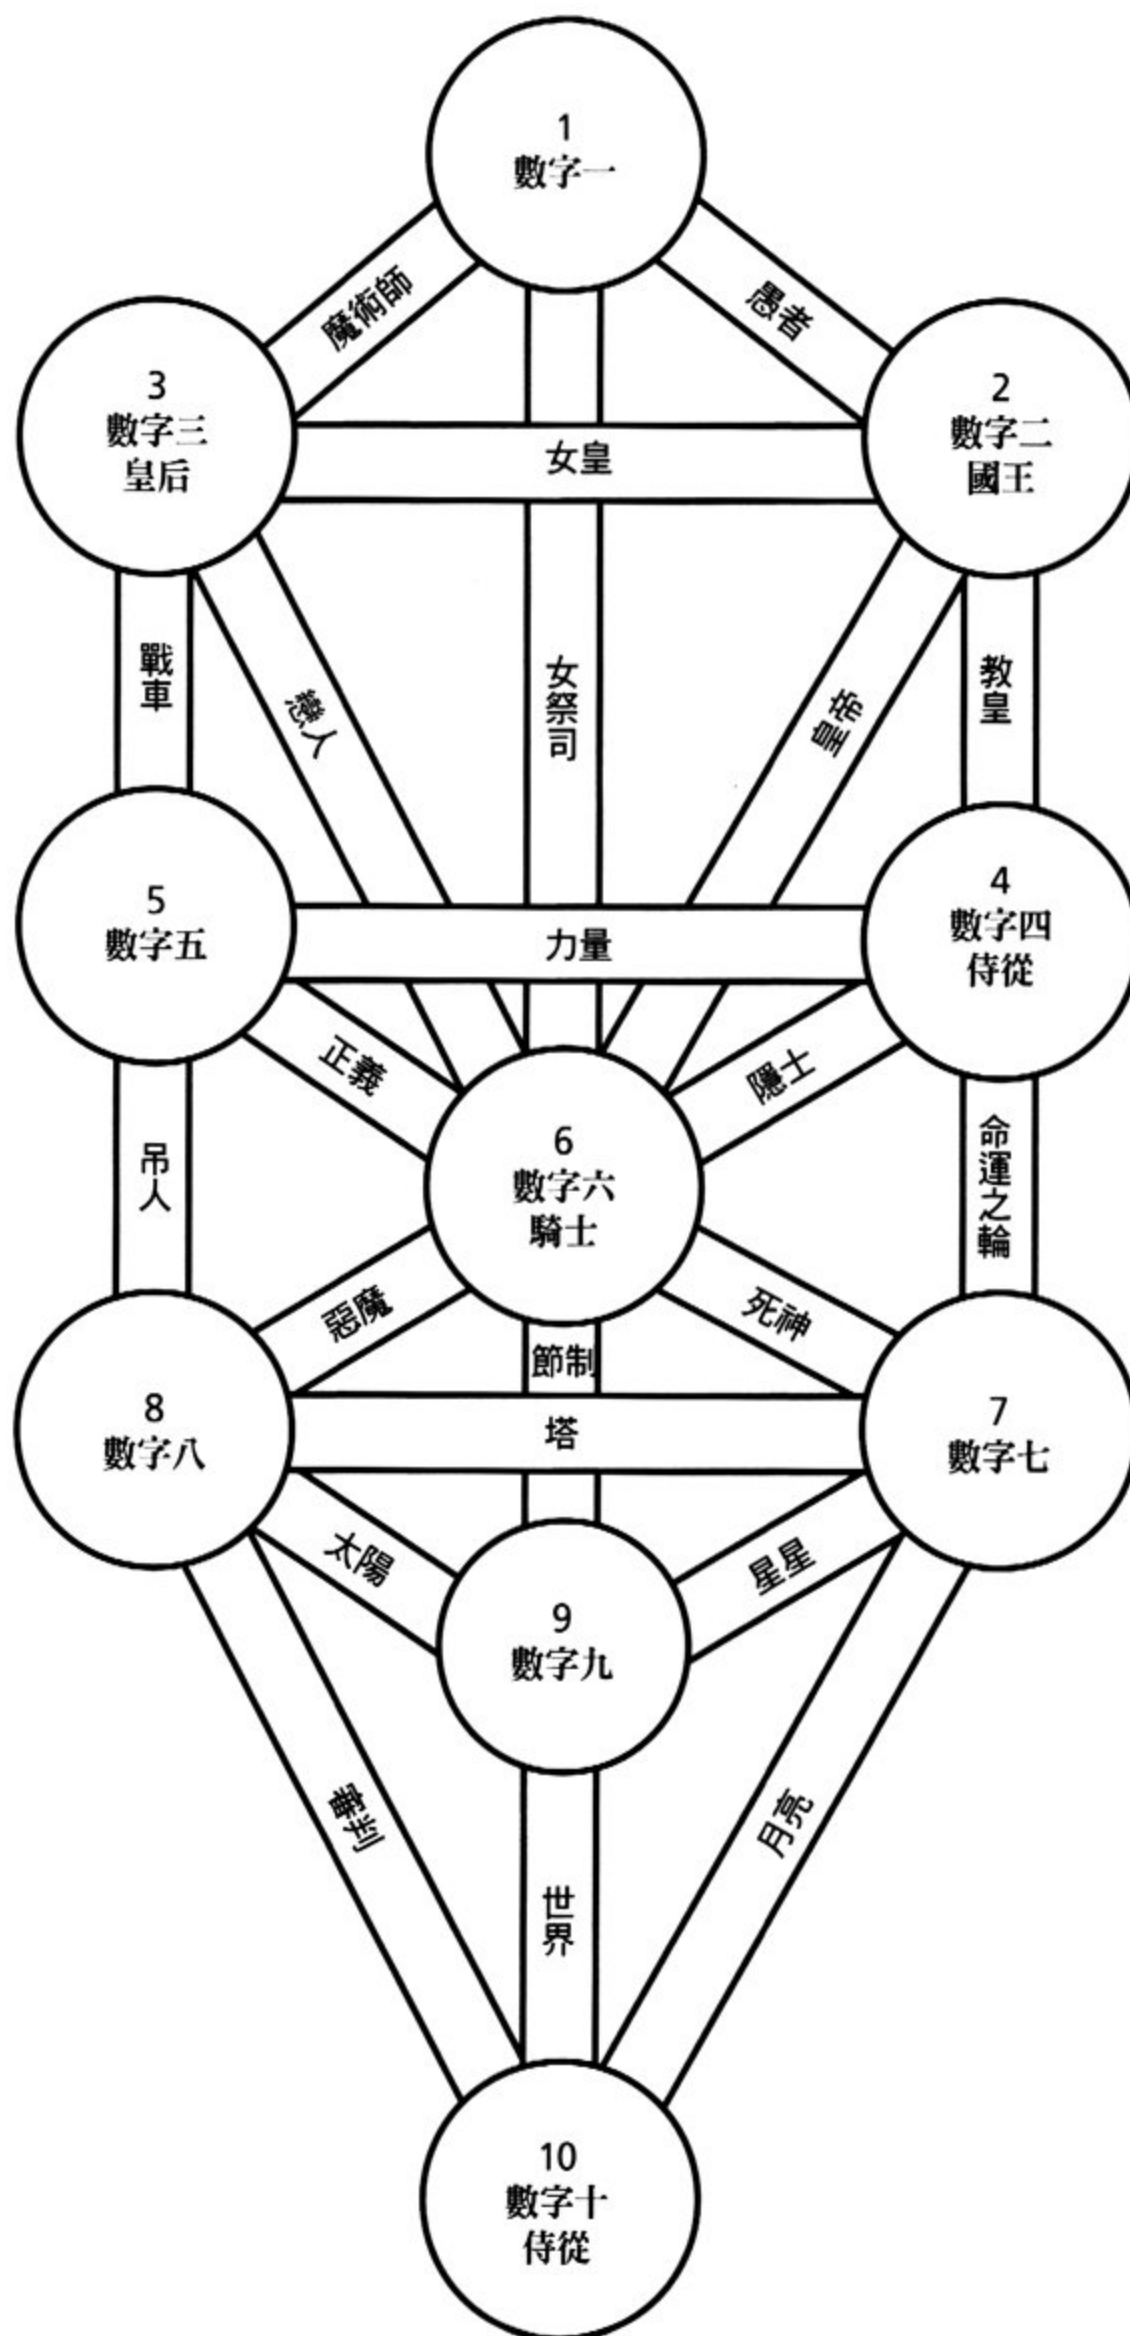 1
數字一
魔術師
愚者
3
數字三
皇后
2
數字二
國王
女皇
戰車
戀人
女祭司
皇帝
教皇
5
數字五
4
數字四
侍從
力量
正義
隱士
吊人
6
數字六
騎士
命運之輪
惡魔
死神
節制
8
數字八
7
數字七
塔
太陽
星星
9
數字九
審判
月亮
世界
10
數字十
侍從